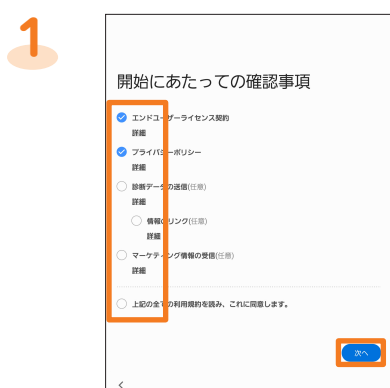 1
開始にあたっての確認事項
エンドユーザーライセンス契約
詳細
プライバシーポリシー
詳細
診断データの送信(任意)
詳細
情報のリンク(任意)
詳細
マーケティング情報の受信(任意)
詳細
上記の全ての利用規約を読み、これに同意します。
次へ